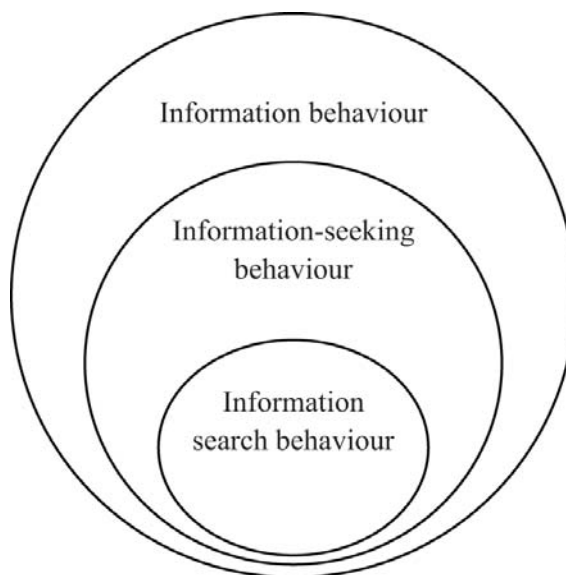 Information behaviour
Information-seeking
behaviour
Information
search behaviour